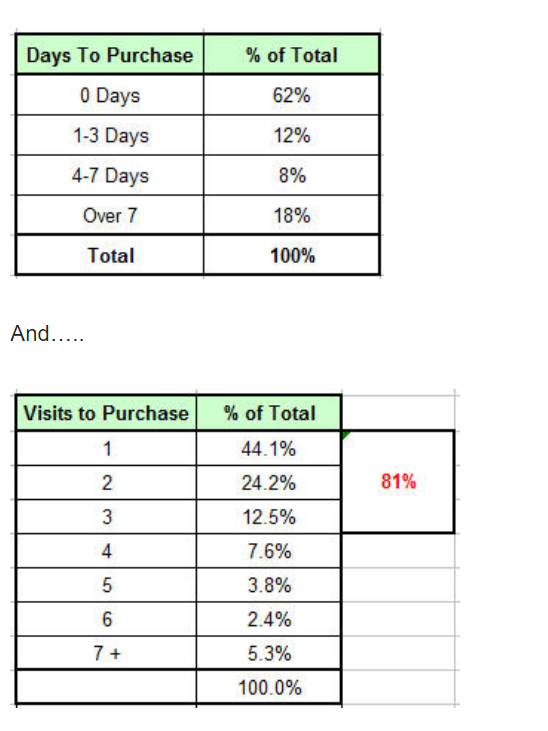 Days To Purchase % of Total
0 Days 62%
1-3 Days 12%
4-7 Days 8%
Over 7 18%
Total 100%
And…..
Visits to Purchase % of Total
1 44.1%
2 24.2% 81%
3 12.5%
4 7.6%
5 3.8%
6 2.4%
7 + 5.3%
100.0%